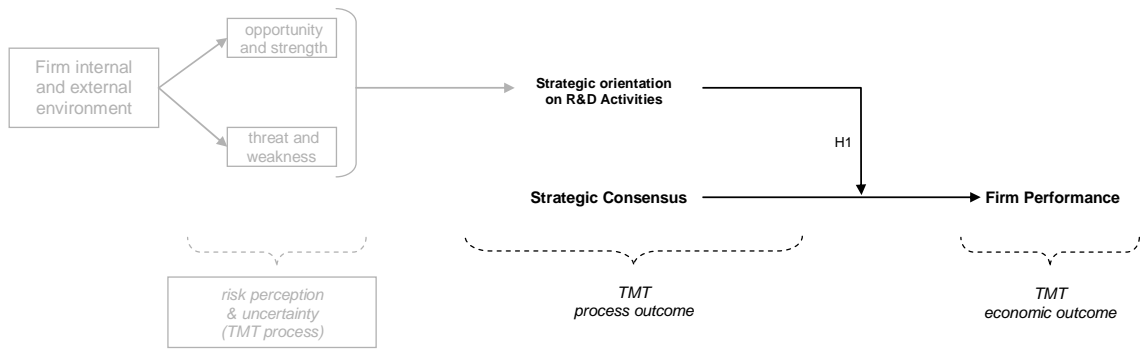 opportunity
and strength
Firm internal
and external
environment
threat and
weakness
Strategic orientation
on R&D Activities
H1
Strategic Consensus
Firm Performance
risk perception
& uncertainty
(TMT process)
TMT
process outcome
TMT
economic outcome